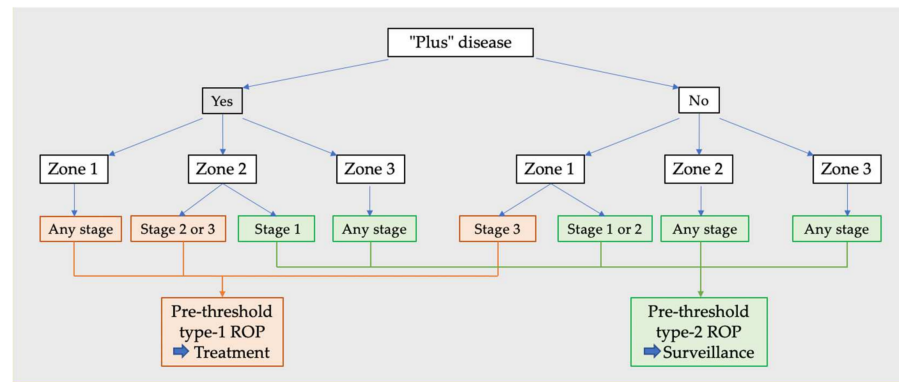 "Plus" disease
Yes
No
Zone 1
Zone 2
Zone 3
Zone 1
Zone 2
Zone 3
Any stage
Stage 2 or 3
Stage 1
Any stage
Stage 3
Stage 1 or 2
Any stage
Any stage
Pre-threshold
type-1 ROP
Treatment
Pre-threshold
type-2 ROP
Surveillance